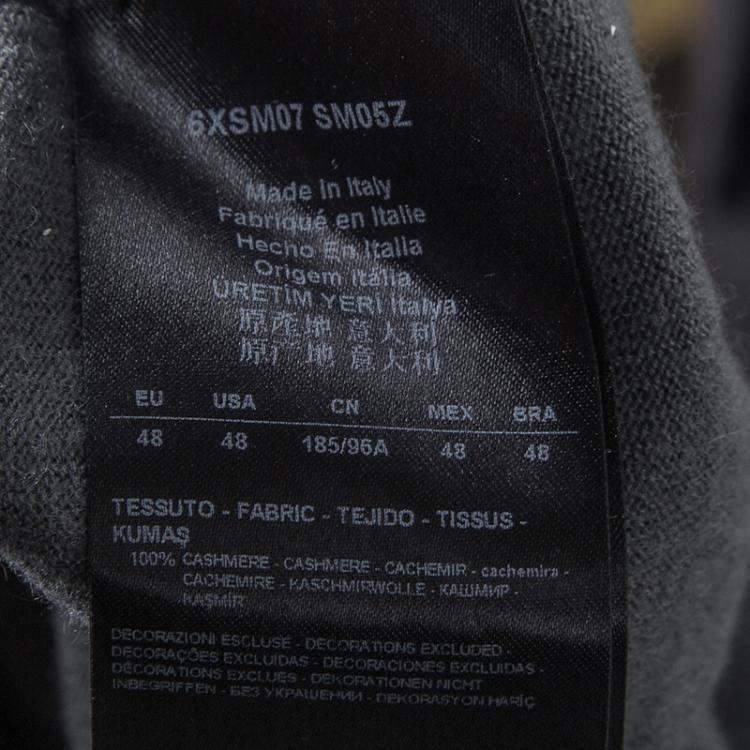 6XSM07 SM05Z
Made in Italy
Fabriqué en Italie
Hecho En Italia
Origem Itália
ÜRETİM YERİ Italya
原産地 意大利
原产地 意大利
EU USA CN MEX BRA
48 48 185/96A 48 48
TESSUTO - FABRIC - TEJIDO - TISSUS -
KUMAŞ
100% CASHMERE - CASHMERE - CACHEMIR - cachemira -
CACHEMIRE - KASCHMIRWOLLE - КАШМИР -
KAŞMİR
DECORAZIONI ESCLUSE - DECORATIONS EXCLUDED -
DECORAÇÕES EXCLUÍDAS - DECORACIONES EXCLUIDAS -
DÉCORATIONS EXCLUES - DEKORATIONEN NICHT
INBEGRIFFEN - БЕЗ УКРАШЕНИИ - DEKORASYON HARİÇ